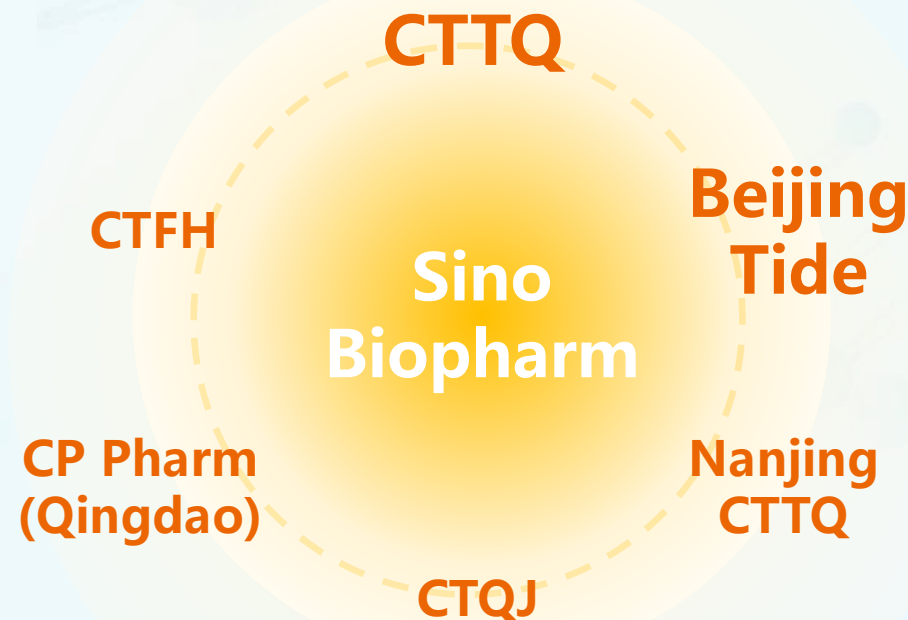 CTTQ
Beijing
Tide
CTFH
Sino
Biopharm
CP Pharm
(Qingdao)
Nanjing
CTTQ
CTQJ